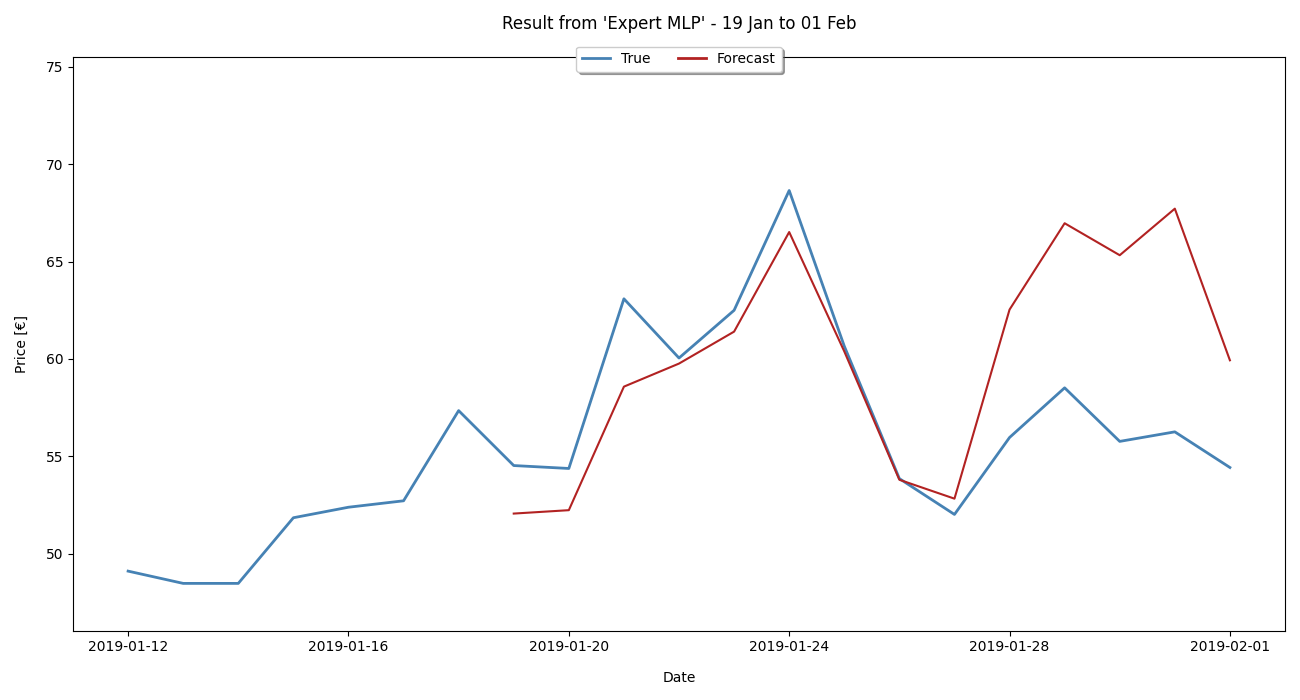 Result from 'Expert MLP' - 19 Jan to 01 Feb
True Forecast
75
70
65
60
55
50
Price [€]
2019-01-12 2019-01-16 2019-01-20 2019-01-24 2019-01-28 2019-02-01
Date